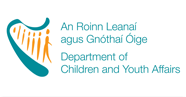 An Roinn Leanaí
agus Gnóthaí Óige
Department of
Children and Youth Affairs